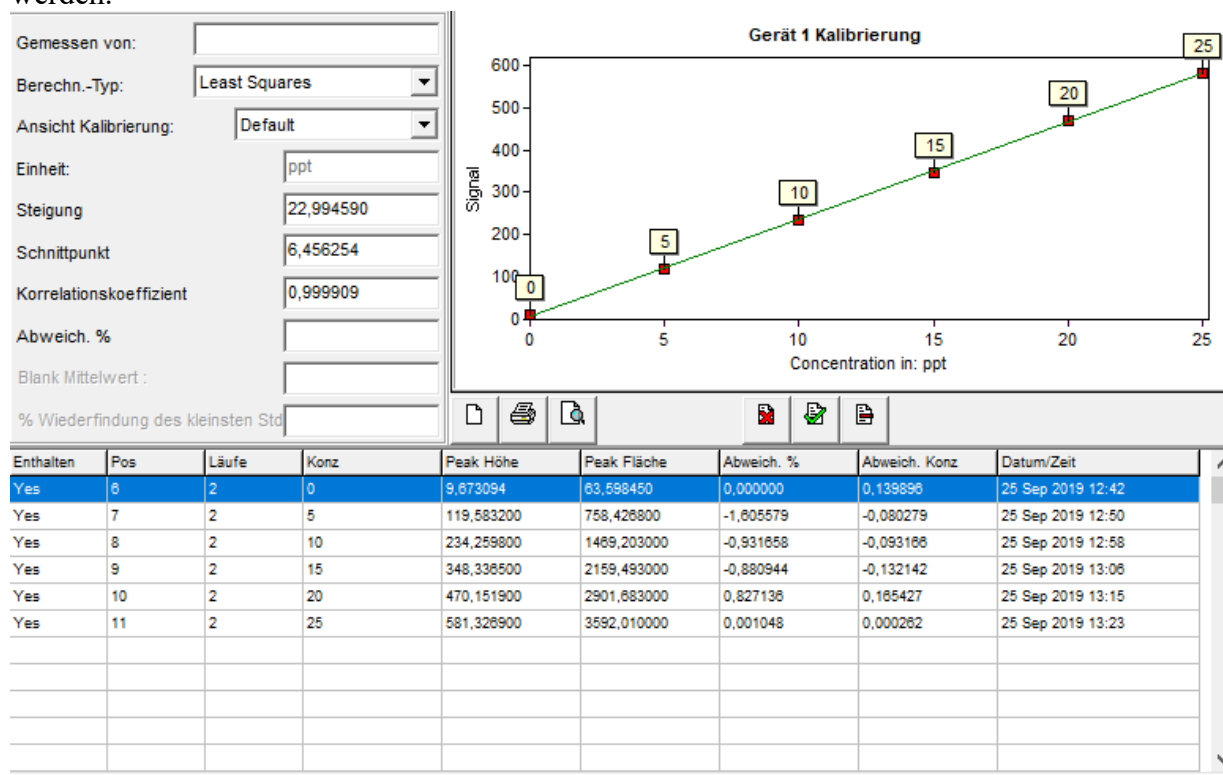 werden.
Gemessen von:
Berechn.-Typ: Least Squares
Ansicht Kalibrierung: Default
Einheit: ppt
Steigung 22,994590
Schnittpunkt 6,456254
Korrelationskoeffizient 0,999909
Abweich. %
Blank Mittelwert :
% Wiederfindung des kleinsten Std
Gerät 1 Kalibrierung
Signal
600
500
400
300
200
100
0
0
5
10
15
20
25
0 5 10 15 20 25
Concentration in: ppt
Enthalten Pos Läufe Konz Peak Höhe Peak Fläche Abweich. % Abweich. Konz Datum/Zeit
Yes 6 2 0 9,673094 63,598450 0,000000 0,139896 25 Sep 2019 12:42
Yes 7 2 5 119,583200 758,426800 -1,605579 -0,080279 25 Sep 2019 12:50
Yes 8 2 10 234,259800 1469,203000 -0,931658 -0,093166 25 Sep 2019 12:58
Yes 9 2 15 348,336500 2159,493000 -0,880944 -0,132142 25 Sep 2019 13:06
Yes 10 2 20 470,151900 2901,683000 0,827136 0,165427 25 Sep 2019 13:15
Yes 11 2 25 581,326900 3592,010000 0,001048 0,000262 25 Sep 2019 13:23